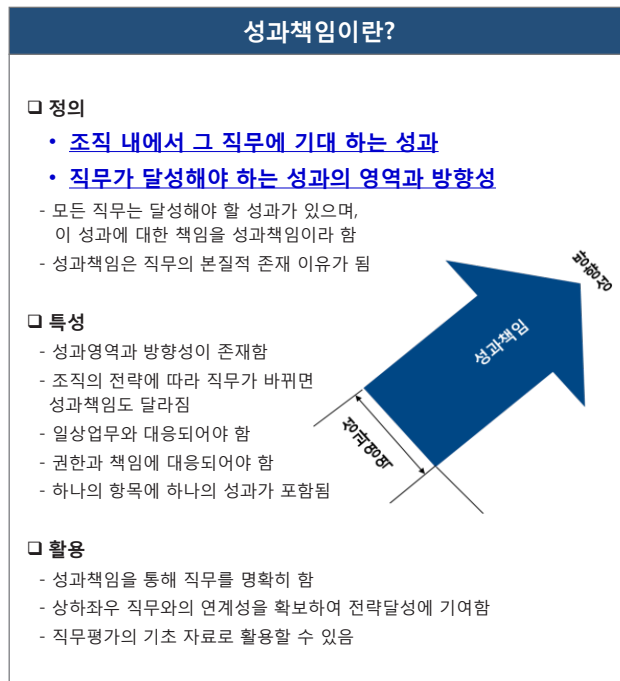 성과책임이란?
❑ 정의
• 조직 내에서 그 직무에 기대 하는 성과
• 직무가 달성해야 하는 성과의 영역과 방향성
- 모든 직무는 달성해야 할 성과가 있으며,
이 성과에 대한 책임을 성과책임이라 함
- 성과책임은 직무의 본질적 존재 이유가 됨
방향성
성과책임
성과영역
❑ 특성
- 성과영역과 방향성이 존재함
- 조직의 전략에 따라 직무가 바뀌면
성과책임도 달라짐
- 일상업무와 대응되어야 함
- 권한과 책임에 대응되어야 함
- 하나의 항목에 하나의 성과가 포함됨
❑ 활용
- 성과책임을 통해 직무를 명확히 함
- 상하좌우 직무와의 연계성을 확보하여 전략달성에 기여함
- 직무평가의 기초 자료로 활용할 수 있음